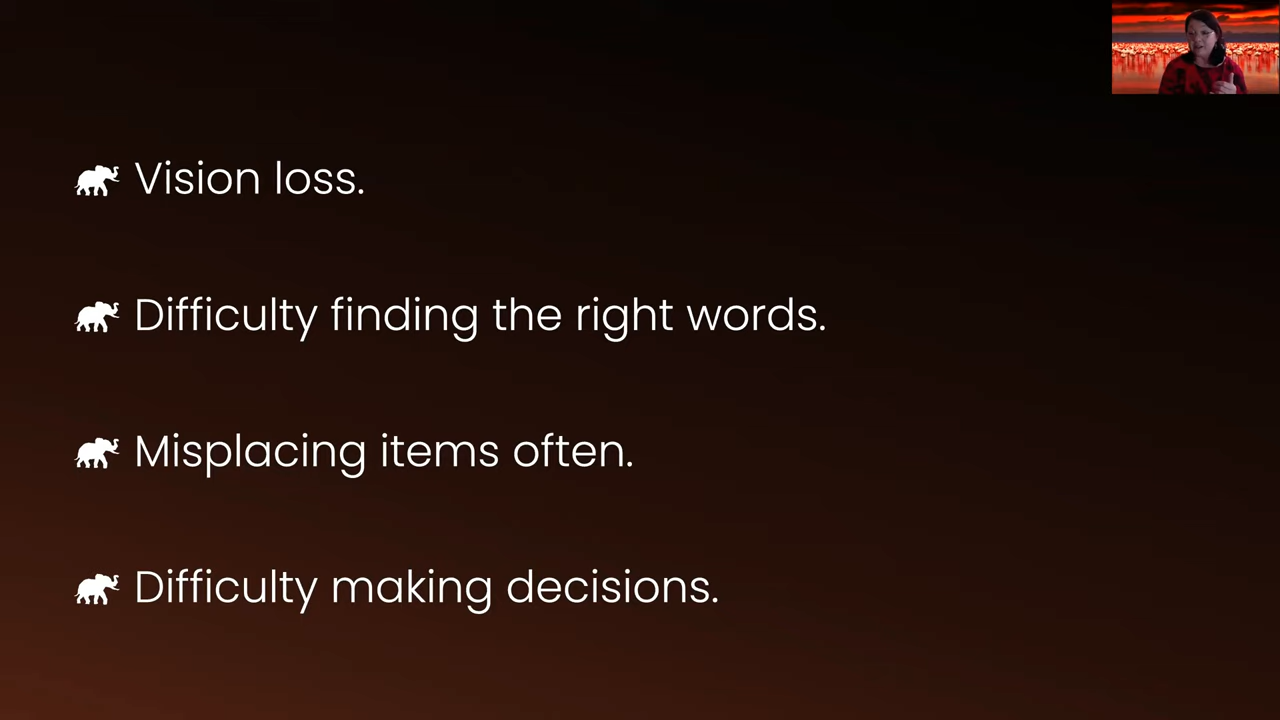 Vision loss.
Difficulty finding the right words.
Misplacing items often.
Difficulty making decisions.